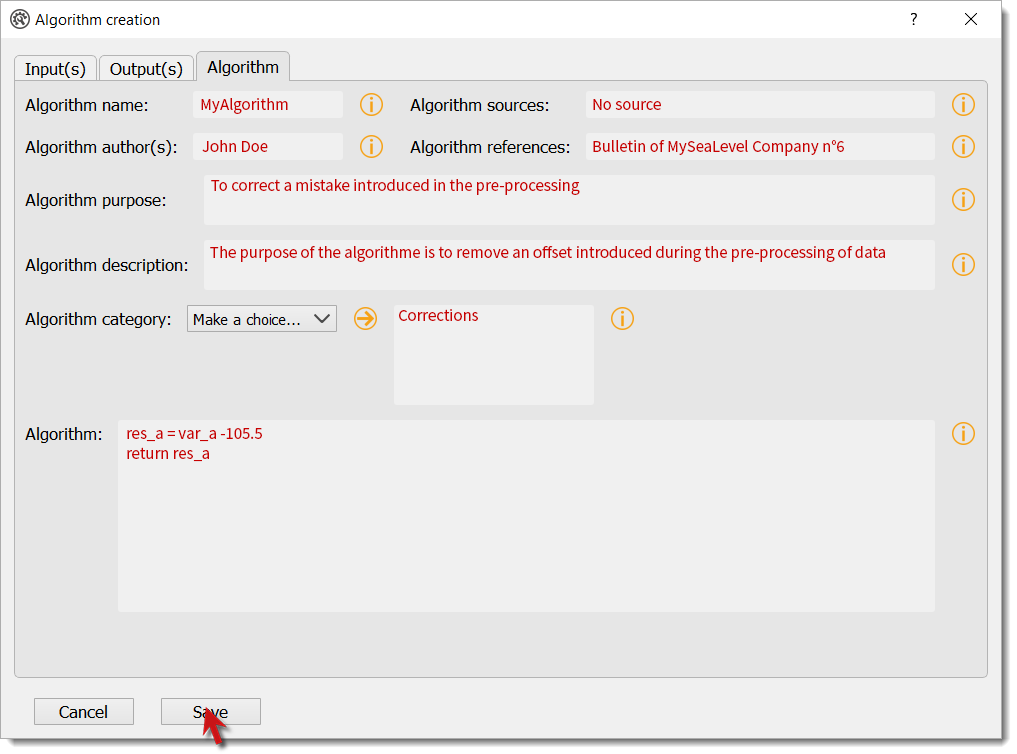 Algorithm creation
?
Input(s) Output(s) Algorithm
Algorithm name: MyAlgorithm Algorithm sources: No source
Algorithm author(s): John Doe Algorithm references: Bulletin of MySeaLevel Company n°6
Algorithm purpose: To correct a mistake introduced in the pre-processing
Algorithm description: The purpose of the algorithme is to remove an offset introduced during the pre-processing of data
Algorithm category: Make a choice... Corrections
Algorithm: res_a = var_a -105.5
return res_a
Cancel Save